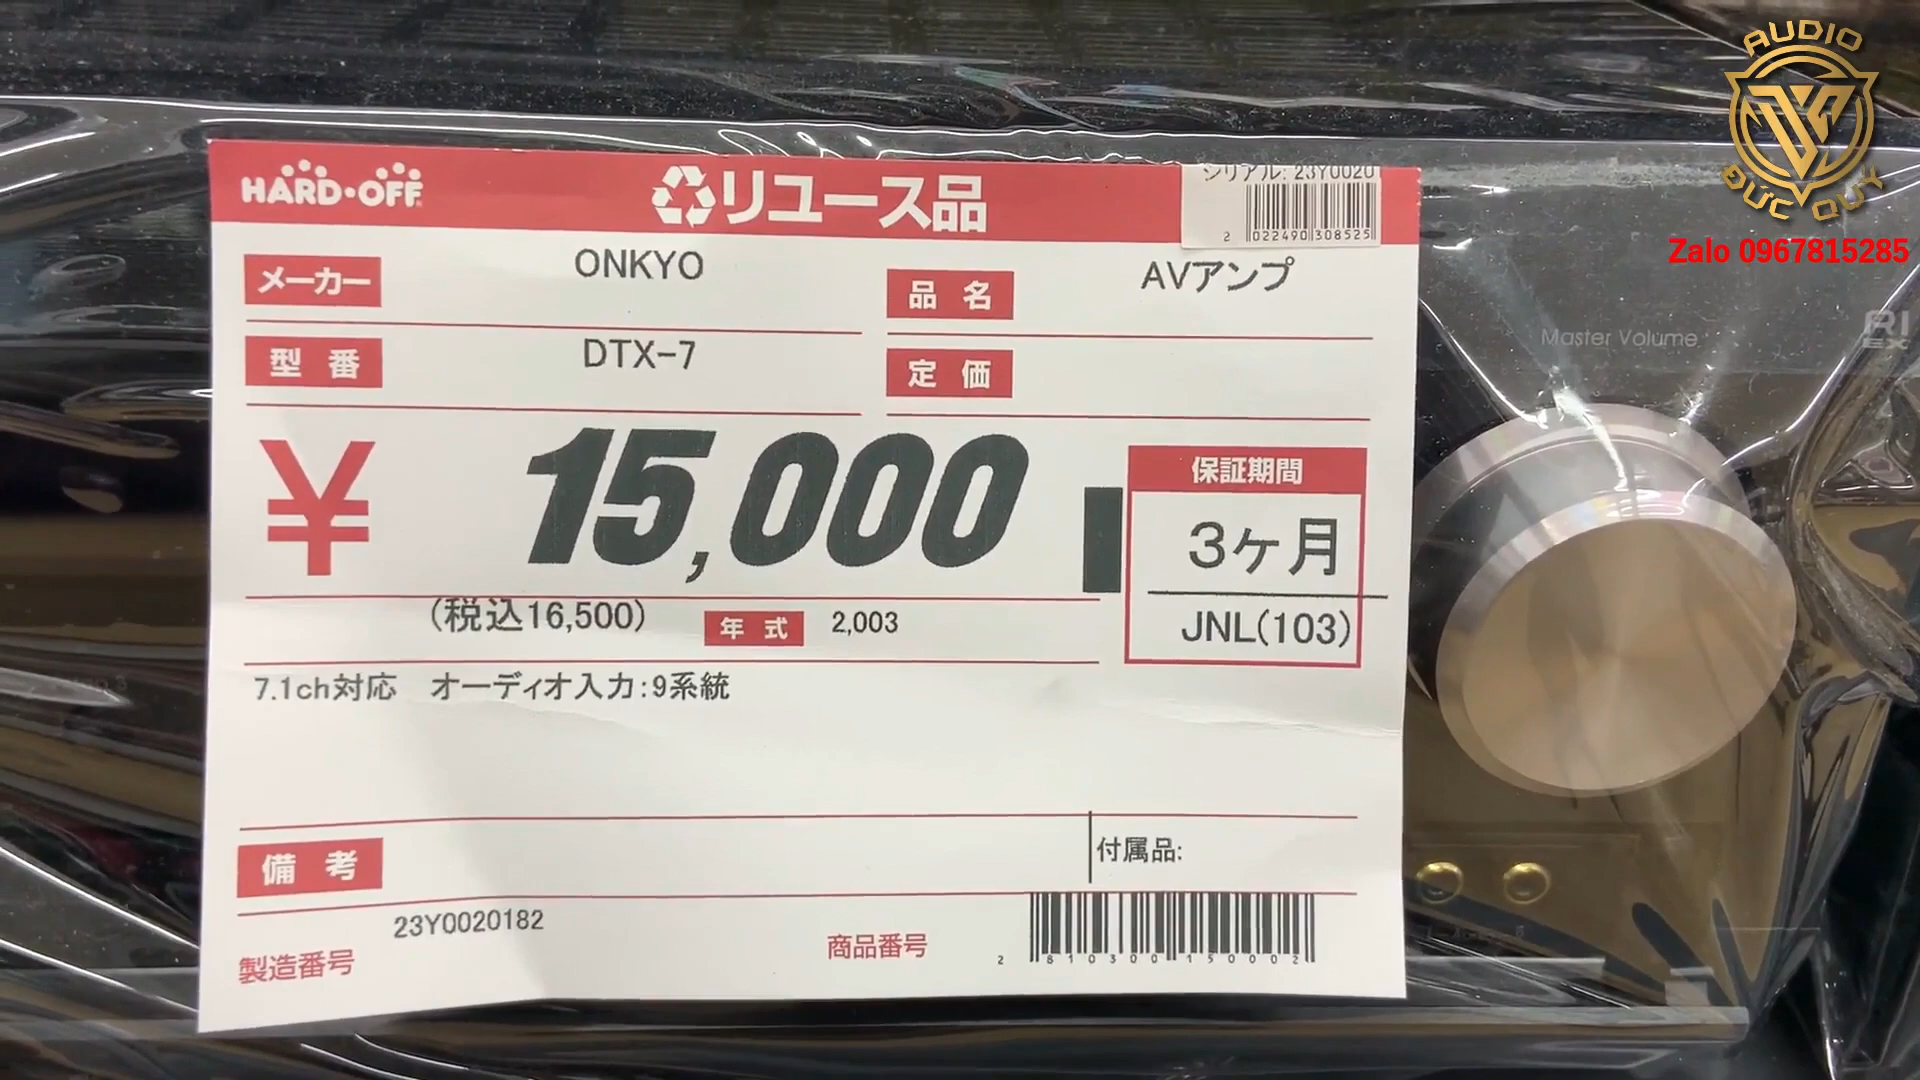 AUDIO
ĐỨC QUÝ
Zalo 0967815285
HARD・OFF
リユース品
シリアル: 23Y0020
2 022490 308525
メーカー ONKYO
品名 AVアンプ
型番 DTX-7
定価
¥ 15,000
保証期間
3ヶ月
JNL(103)
(税込16,500)
年式 2,003
7.1ch対応 オーディオ入力:9系統
備考
付属品:
製造番号 23Y0020182
商品番号
2 810300 150002
Master Volume
RI
EX